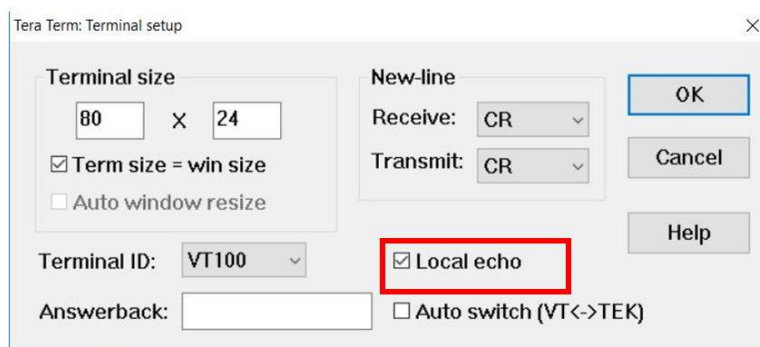 Tera Term: Terminal setup
Terminal size
80 X 24
Term size = win size
Auto window resize
New-line
Receive: CR
Transmit: CR
OK
Cancel
Help
Terminal ID: VT100
Local echo
Answerback:
Auto switch (VT<->TEK)